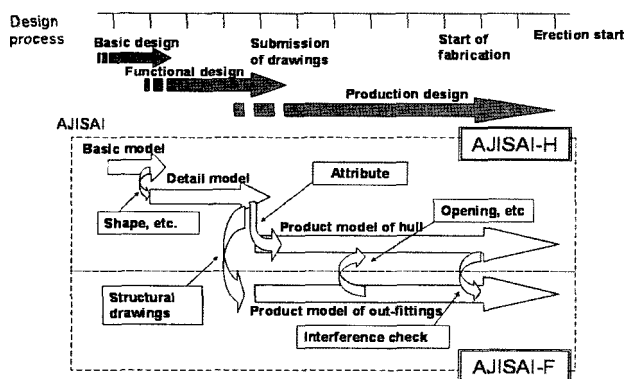 Design
process
Basic design
Submission
of drawings
Start of
fabrication
Erection start
Functional design
Production design
AJISAI
AJISAI-H
Basic model
Detail model
Attribute
Shape, etc.
Product model of hull
Opening, etc
Structural
drawings
Product model of out-fittings
Interference check
AJISAI-F